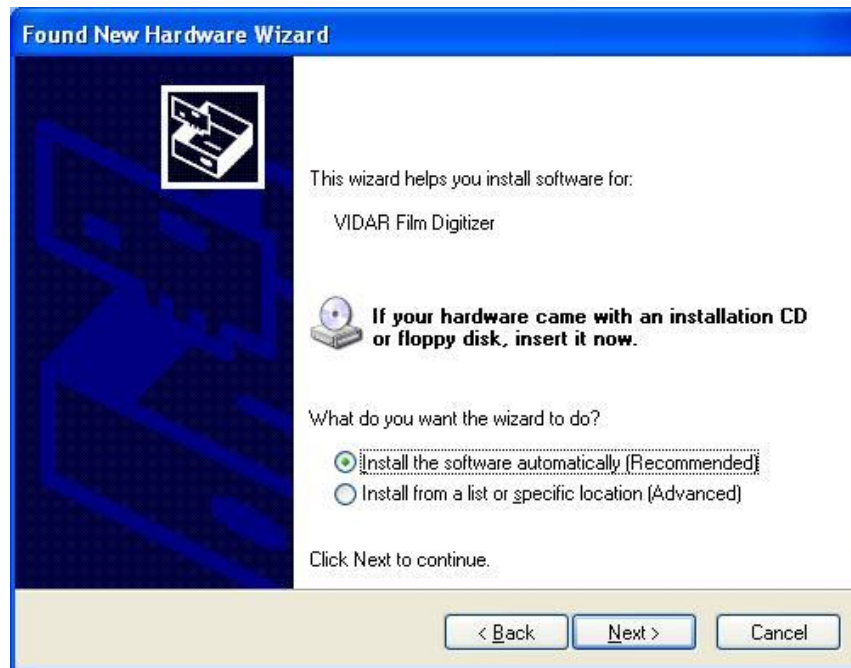 Found New Hardware Wizard
This wizard helps you install software for:
VIDAR Film Digitizer
If your hardware came with an installation CD
or floppy disk, insert it now.
What do you want the wizard to do?
Install the software automatically (Recommended)
Install from a list or specific location (Advanced)
Click Next to continue.
< Back
Next >
Cancel